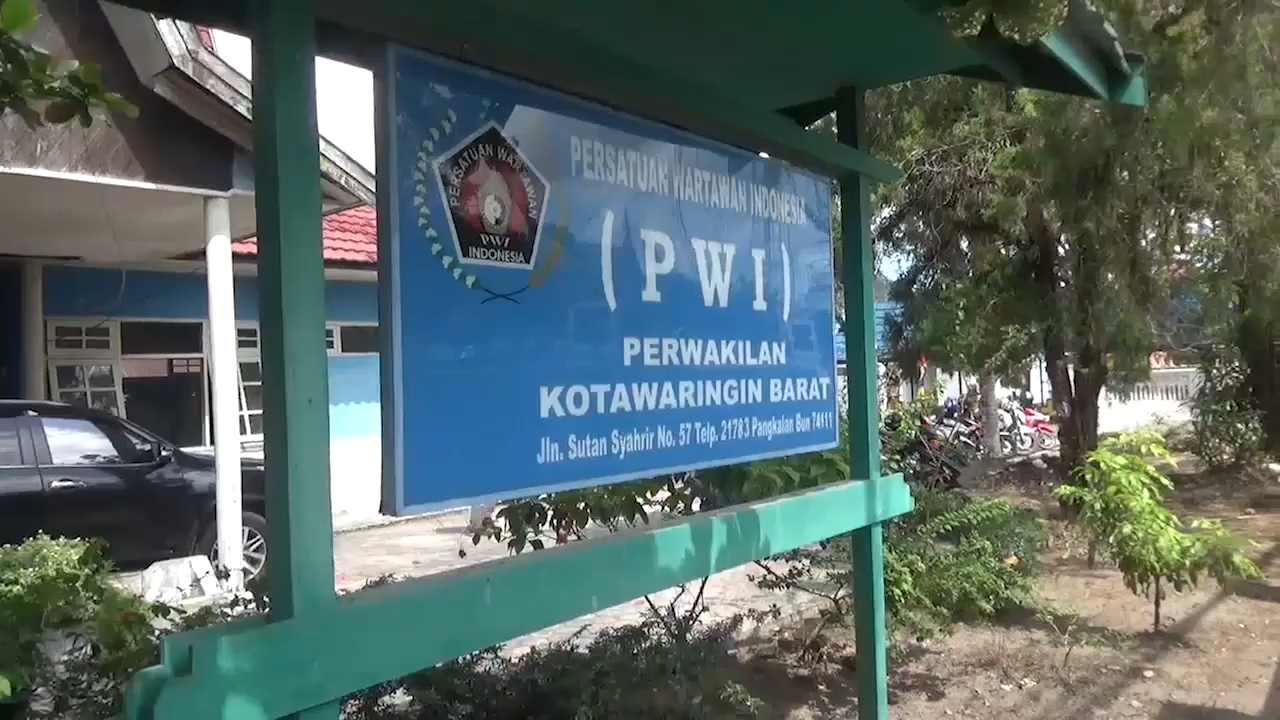 PERSATUAN WARTAWAN
PWI
INDONESIA
PERSATUAN WARTAWAN INDONESIA
( PWI )
PERWAKILAN
KOTAWARINGIN BARAT
Jln. Sutan Syahrir No. 57 Telp. 21783 Pangkalan Bun 74111